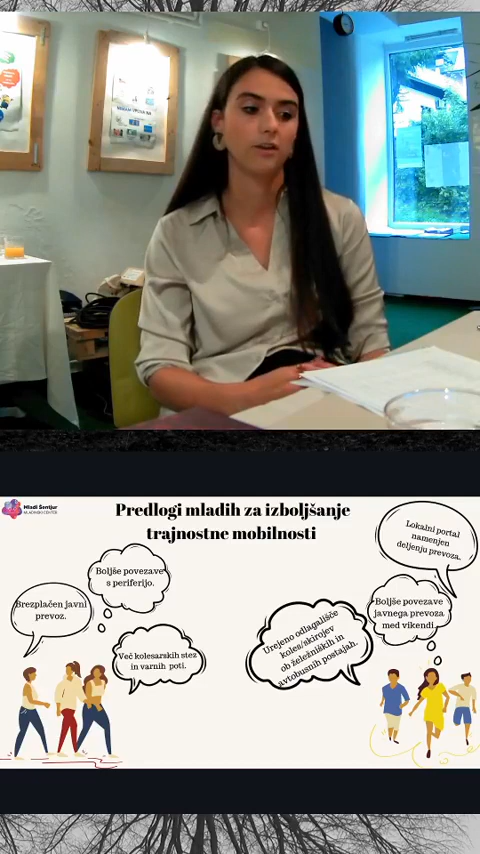 Mladi Šentjur
MLADINSKI CENTER
Predlogi mladih za izboljšanje
trajnostne mobilnosti
Lokalni portal
namenjen
deljenju prevoza.
Boljše povezave
s periferijo.
Brezplačen javni
prevoz.
Boljše povezave
javnega prevoza
med vikendi.
Več kolesarskih stez
in varnih poti.
Urejeno odlagališče
koles/skirojev
ob železniških in
avtobusnih postajah.